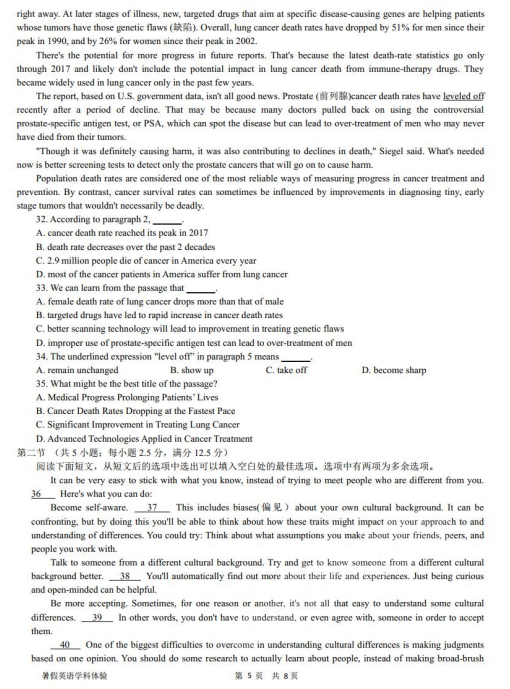 right away. At later stages of illness, new, targeted drugs that aim at specific disease-causing genes are helping patients
whose tumors have those genetic flaws (缺陷). Overall, lung cancer death rates have dropped by 51% for men since their
peak in 1990, and by 26% for women since their peak in 2002.
There's the potential for more progress in future reports. That's because the latest death-rate statistics go only
through 2017 and likely don't include the potential impact in lung cancer death from immune-therapy drugs. They
became widely used in lung cancer only in the past few years.
The report, based on U.S. government data, isn't all good news. Prostate (前列腺)cancer death rates have leveled off
recently after a period of decline. That may be because many doctors pulled back on using the controversial
prostate-specific antigen test, or PSA, which can spot the disease but can lead to over-treatment of men who may never
have died from their tumors.
"Though it was definitely causing harm, it was also contributing to declines in death," Siegel said. What's needed
now is better screening tests to detect only the prostate cancers that will go on to cause harm.
Population death rates are considered one of the most reliable ways of measuring progress in cancer treatment and
prevention. By contrast, cancer survival rates can sometimes be influenced by improvements in diagnosing tiny, early
stage tumors that wouldn't necessarily be deadly.
32. According to paragraph 2, ______.
A. cancer death rate reached its peak in 2017
B. death rate decreases over the past 2 decades
C. 2.9 million people die of cancer in America every year
D. most of the cancer patients in America suffer from lung cancer
33. We can learn from the passage that ______.
A. female death rate of lung cancer drops more than that of male
B. targeted drugs have led to rapid increase in cancer death rates
C. better scanning technology will lead to improvement in treating genetic flaws
D. improper use of prostate-specific antigen test can lead to over-treatment of men
34. The underlined expression "level off" in paragraph 5 means ______.
A. remain unchanged B. show up C. take off D. become sharp
35. What might be the best title of the passage?
A. Medical Progress Prolonging Patients' Lives
B. Cancer Death Rates Dropping at the Fastest Pace
C. Significant Improvement in Treating Lung Cancer
D. Advanced Technologies Applied in Cancer Treatment
第二节 (共 5 小题; 每小题 2.5 分, 满分 12.5 分)
阅读下面短文, 从短文后的选项中选出可以填入空白处的最佳选项。选项中有两项为多余选项。
It can be very easy to stick with what you know, instead of trying to meet people who are different from you.
36 Here's what you can do:
Become self-aware. 37 This includes biases(偏见) about your own cultural background. It can be
confronting, but by doing this you'll be able to think about how these traits might impact on your approach to and
understanding of differences. You could try: Think about what assumptions you make about your friends, peers, and
people you work with.
Talk to someone from a different cultural background. Try and get to know someone from a different cultural
background better. 38 You'll automatically find out more about their life and experiences. Just being curious
and open-minded can be helpful.
Be more accepting. Sometimes, for one reason or another, it's not all that easy to understand some cultural
differences. 39 In other words, you don't have to understand, or even agree with, someone in order to accept
them.
40 One of the biggest difficulties to overcome in understanding cultural differences is making judgments
based on one opinion. You should do some research to actually learn about people, instead of making broad-brush
暑假英语学科体验 第 5 页 共 8 页